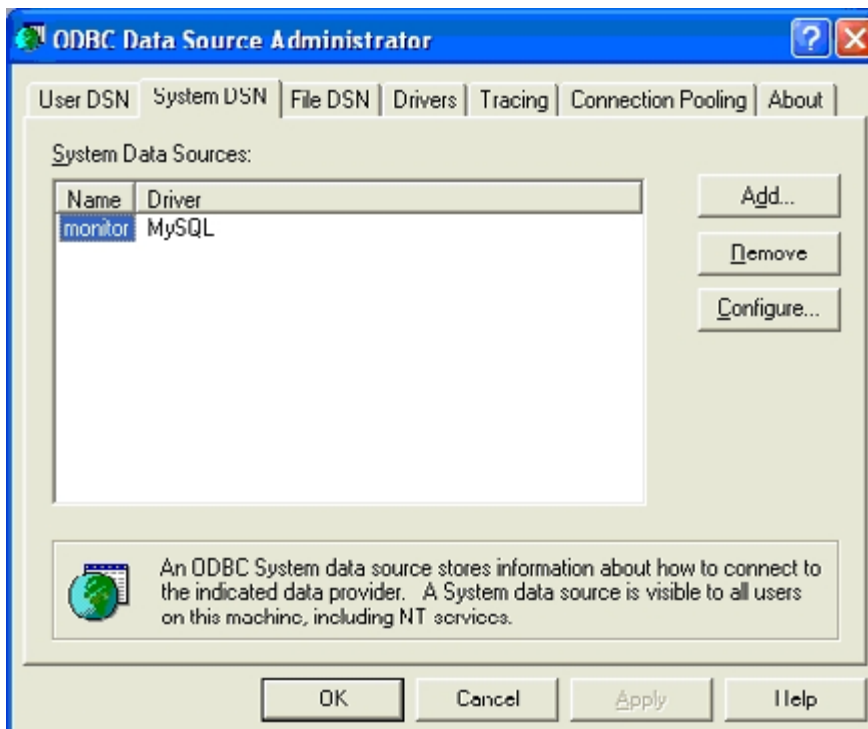 ODBC Data Source Administrator
User DSN System DSN File DSN Drivers Tracing Connection Pooling About
System Data Sources:
Name Driver
monitor MySQL
Add...
Remove
Configure...
An ODBC System data source stores information about how to connect to
the indicated data provider. A System data source is visible to all users
on this machine, including NT services.
OK Cancel Apply Help